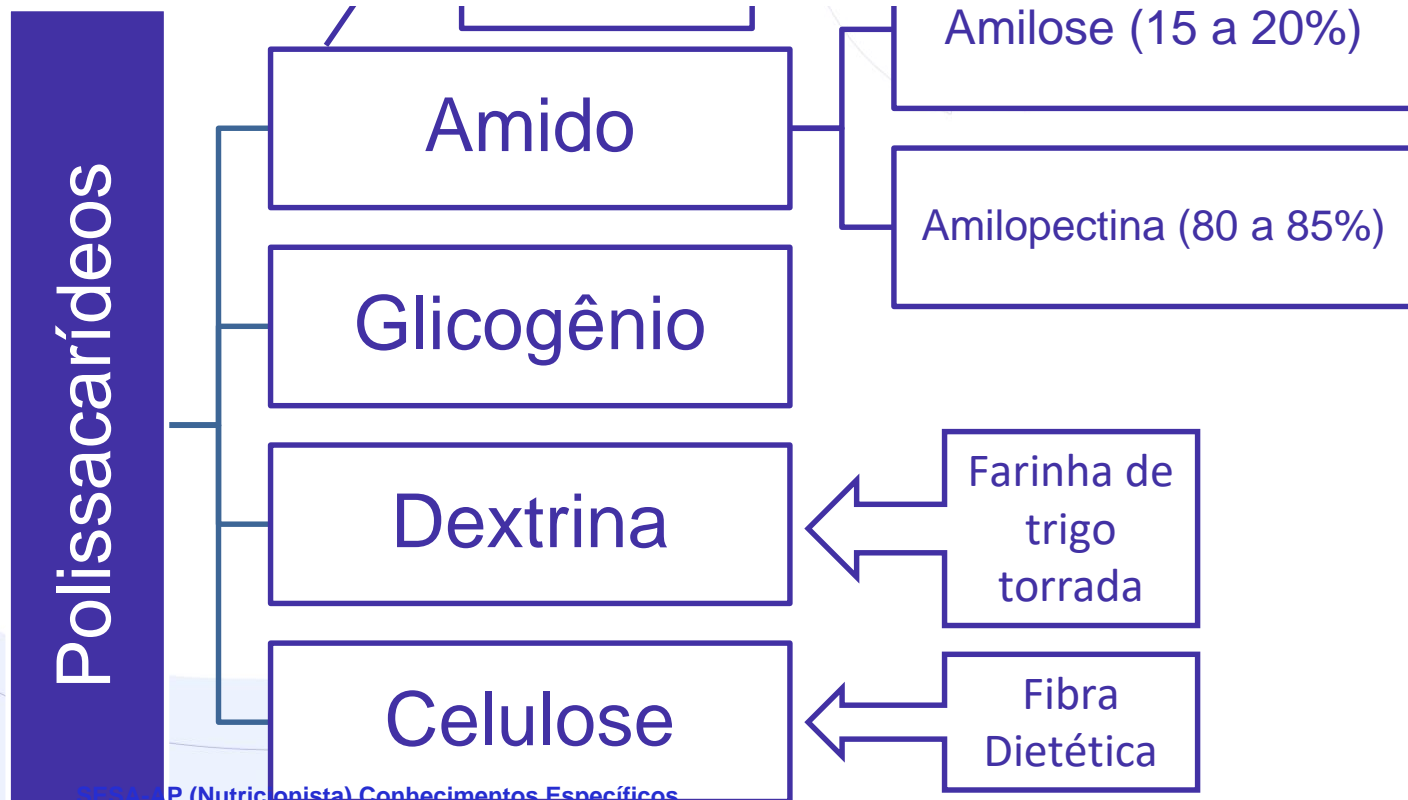 Polissacarídeos
Amido
Amilose (15 a 20%)
Amilopectina (80 a 85%)
Glicogênio
Dextrina
Farinha de
trigo
torrada
Celulose
Fibra
Dietética
SESA-AP (Nutricionista) Conhecimentos Específicos